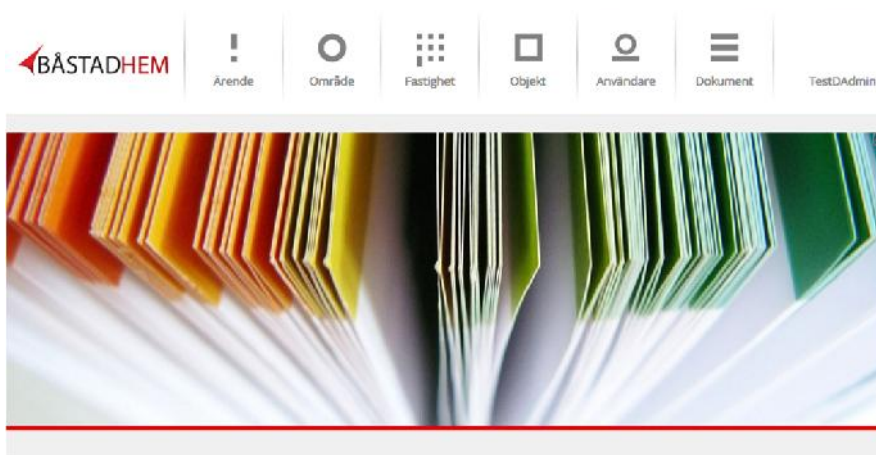 BÅSTADHEM
Ärende
Område
Fastighet
Objekt
Användare
Dokument
TestDAdmin